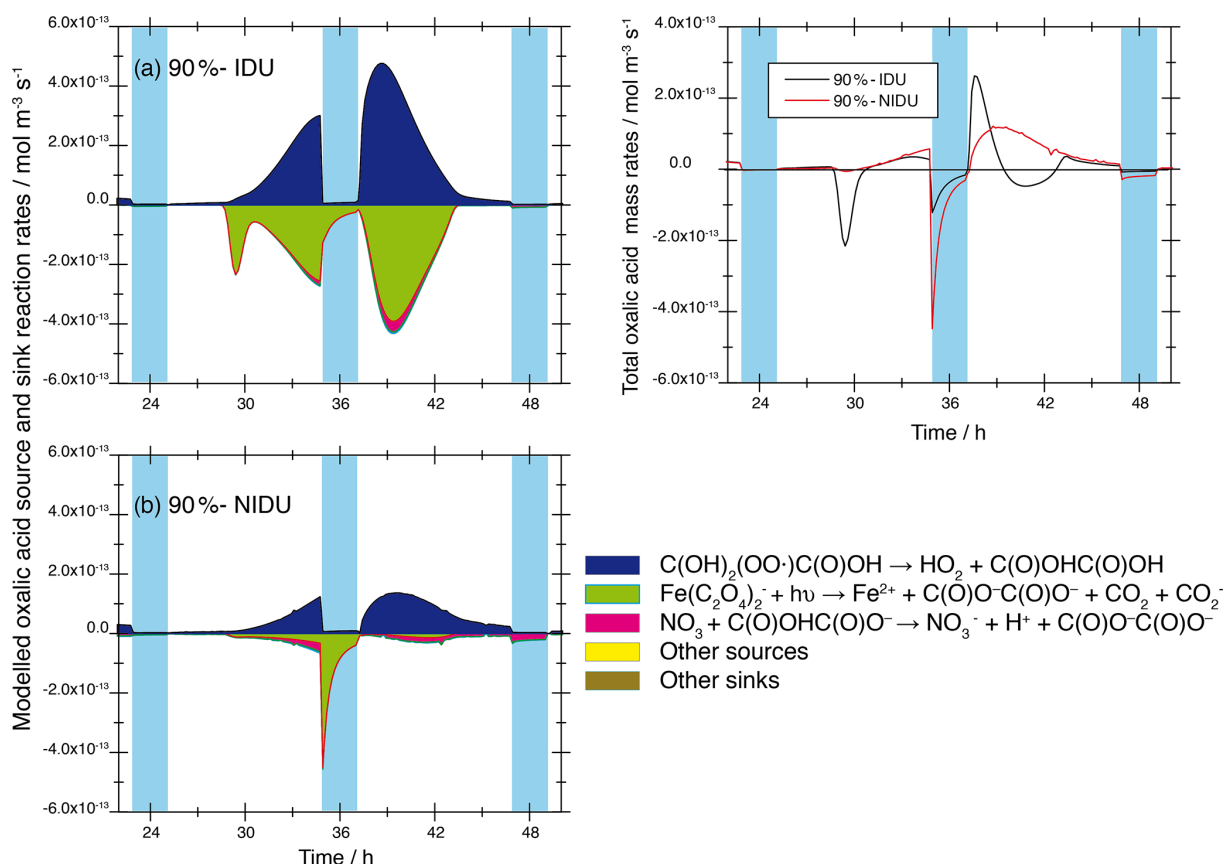 Modelled oxalic acid source and sink reaction rates / mol m⁻³ s⁻¹
6.0x10⁻¹³
4.0x10⁻¹³
2.0x10⁻¹³
0.0
-2.0x10⁻¹³
-4.0x10⁻¹³
-6.0x10⁻¹³
(a) 90%- IDU
24 30 36 42 48
6.0x10⁻¹³
4.0x10⁻¹³
2.0x10⁻¹³
0.0
-2.0x10⁻¹³
-4.0x10⁻¹³
-6.0x10⁻¹³
(b) 90%- NIDU
24 30 36 42 48
Time / h
Total oxalic acid mass rates / mol m⁻³ s⁻¹
4.0x10⁻¹³
2.0x10⁻¹³
0.0
-2.0x10⁻¹³
-4.0x10⁻¹³
-6.0x10⁻¹³
90%- IDU
90%- NIDU
24 30 36 42 48
Time / h
C(OH)₂(OO·)C(O)OH → HO₂ + C(O)OHC(O)OH
Fe(C₂O₄)₂⁻ + hυ → Fe²⁺ + C(O)O⁻C(O)O⁻ + CO₂ + CO₂⁻
NO₃ + C(O)OHC(O)O⁻ → NO₃⁻ + H⁺ + C(O)O⁻C(O)O⁻
Other sources
Other sinks